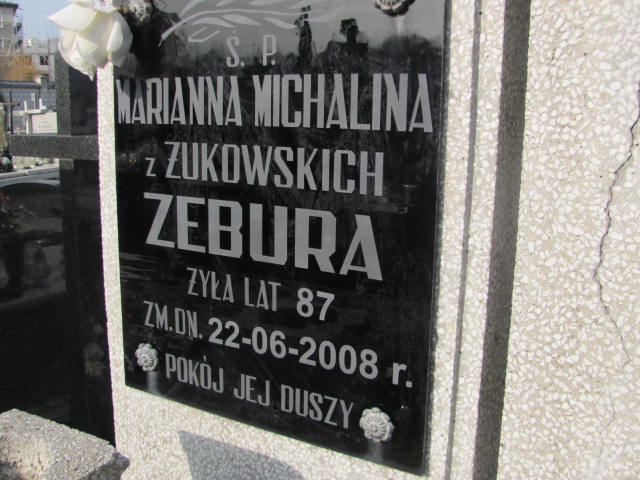 Ś. P.
MARIANNA MICHALINA
z ŻUKOWSKICH
ZEBURA
ŻYŁA LAT 87
ZM. DN. 22-06-2008 r.
POKÓJ JEJ DUSZY